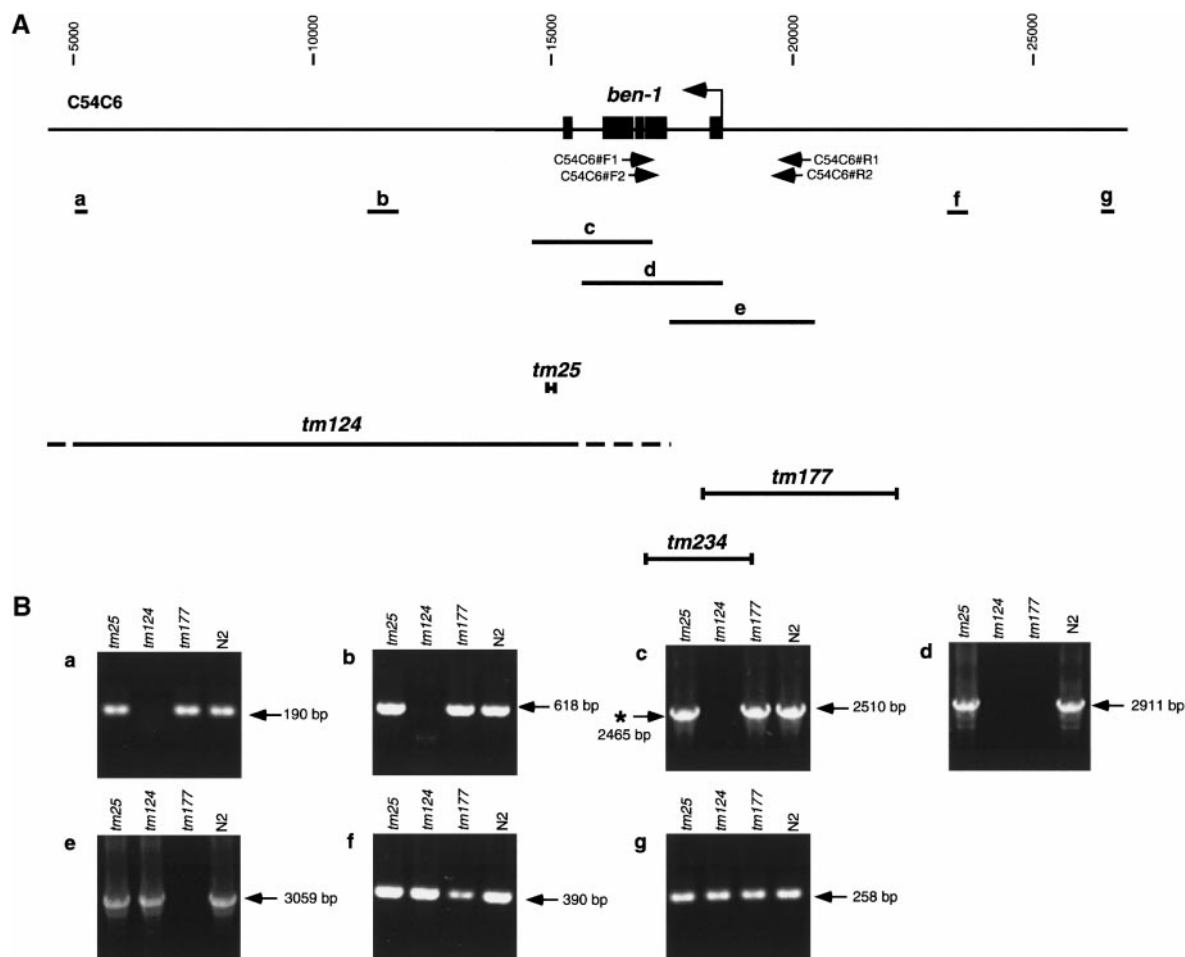 A
–5000
–10000
–15000
–20000
–25000
C54C6
ben-1
C54C6#F1
C54C6#R1
C54C6#F2
C54C6#R2
a
b
f
g
c
d
e
tm25
tm124
tm177
tm234
B
tm25 tm124 tm177 N2
a
190 bp
tm25 tm124 tm177 N2
b
618 bp
tm25 tm124 tm177 N2
c
* 2465 bp
2510 bp
tm25 tm124 tm177 N2
d
2911 bp
tm25 tm124 tm177 N2
e
3059 bp
tm25 tm124 tm177 N2
f
390 bp
tm25 tm124 tm177 N2
g
258 bp